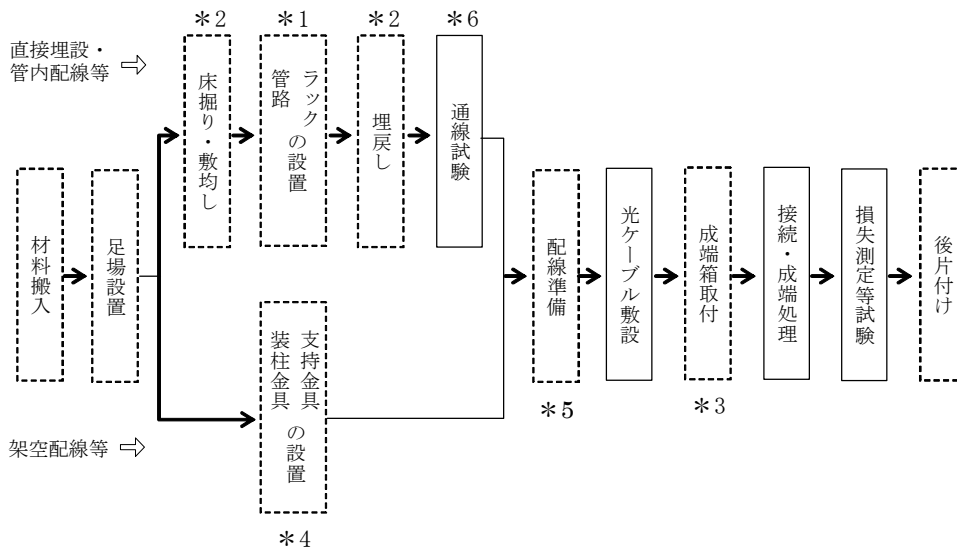 ＊2
＊1
＊2
＊6
直接埋設・
管内配線等
床掘り・敷均し
ラック
管路
の設置
埋戻し
通線試験
材料搬入
足場設置
配線準備
光ケーブル敷設
成端箱取付
接続・成端処理
損失測定等試験
後片付け
支持金具
装柱金具
の設置
＊5
＊3
架空配線等
＊4